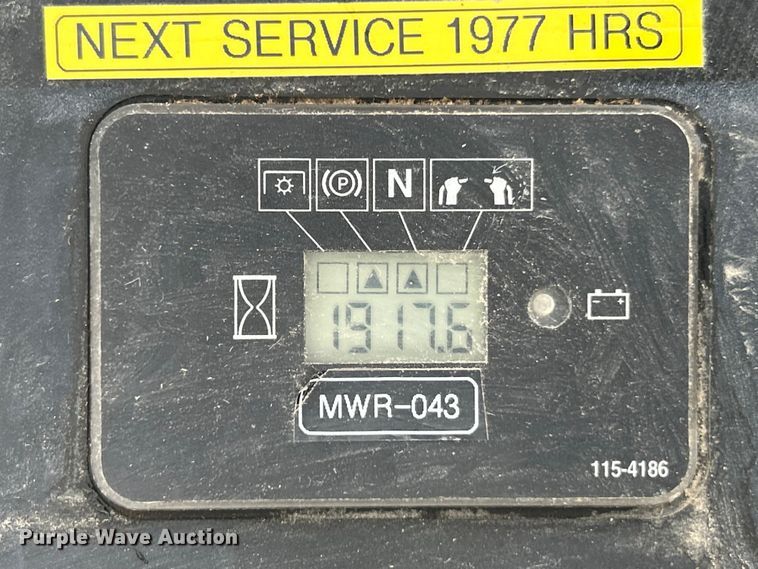 NEXT SERVICE 1977 HRS
(P)
N
1917.6
MWR-043
115-4186
Purple Wave Auction